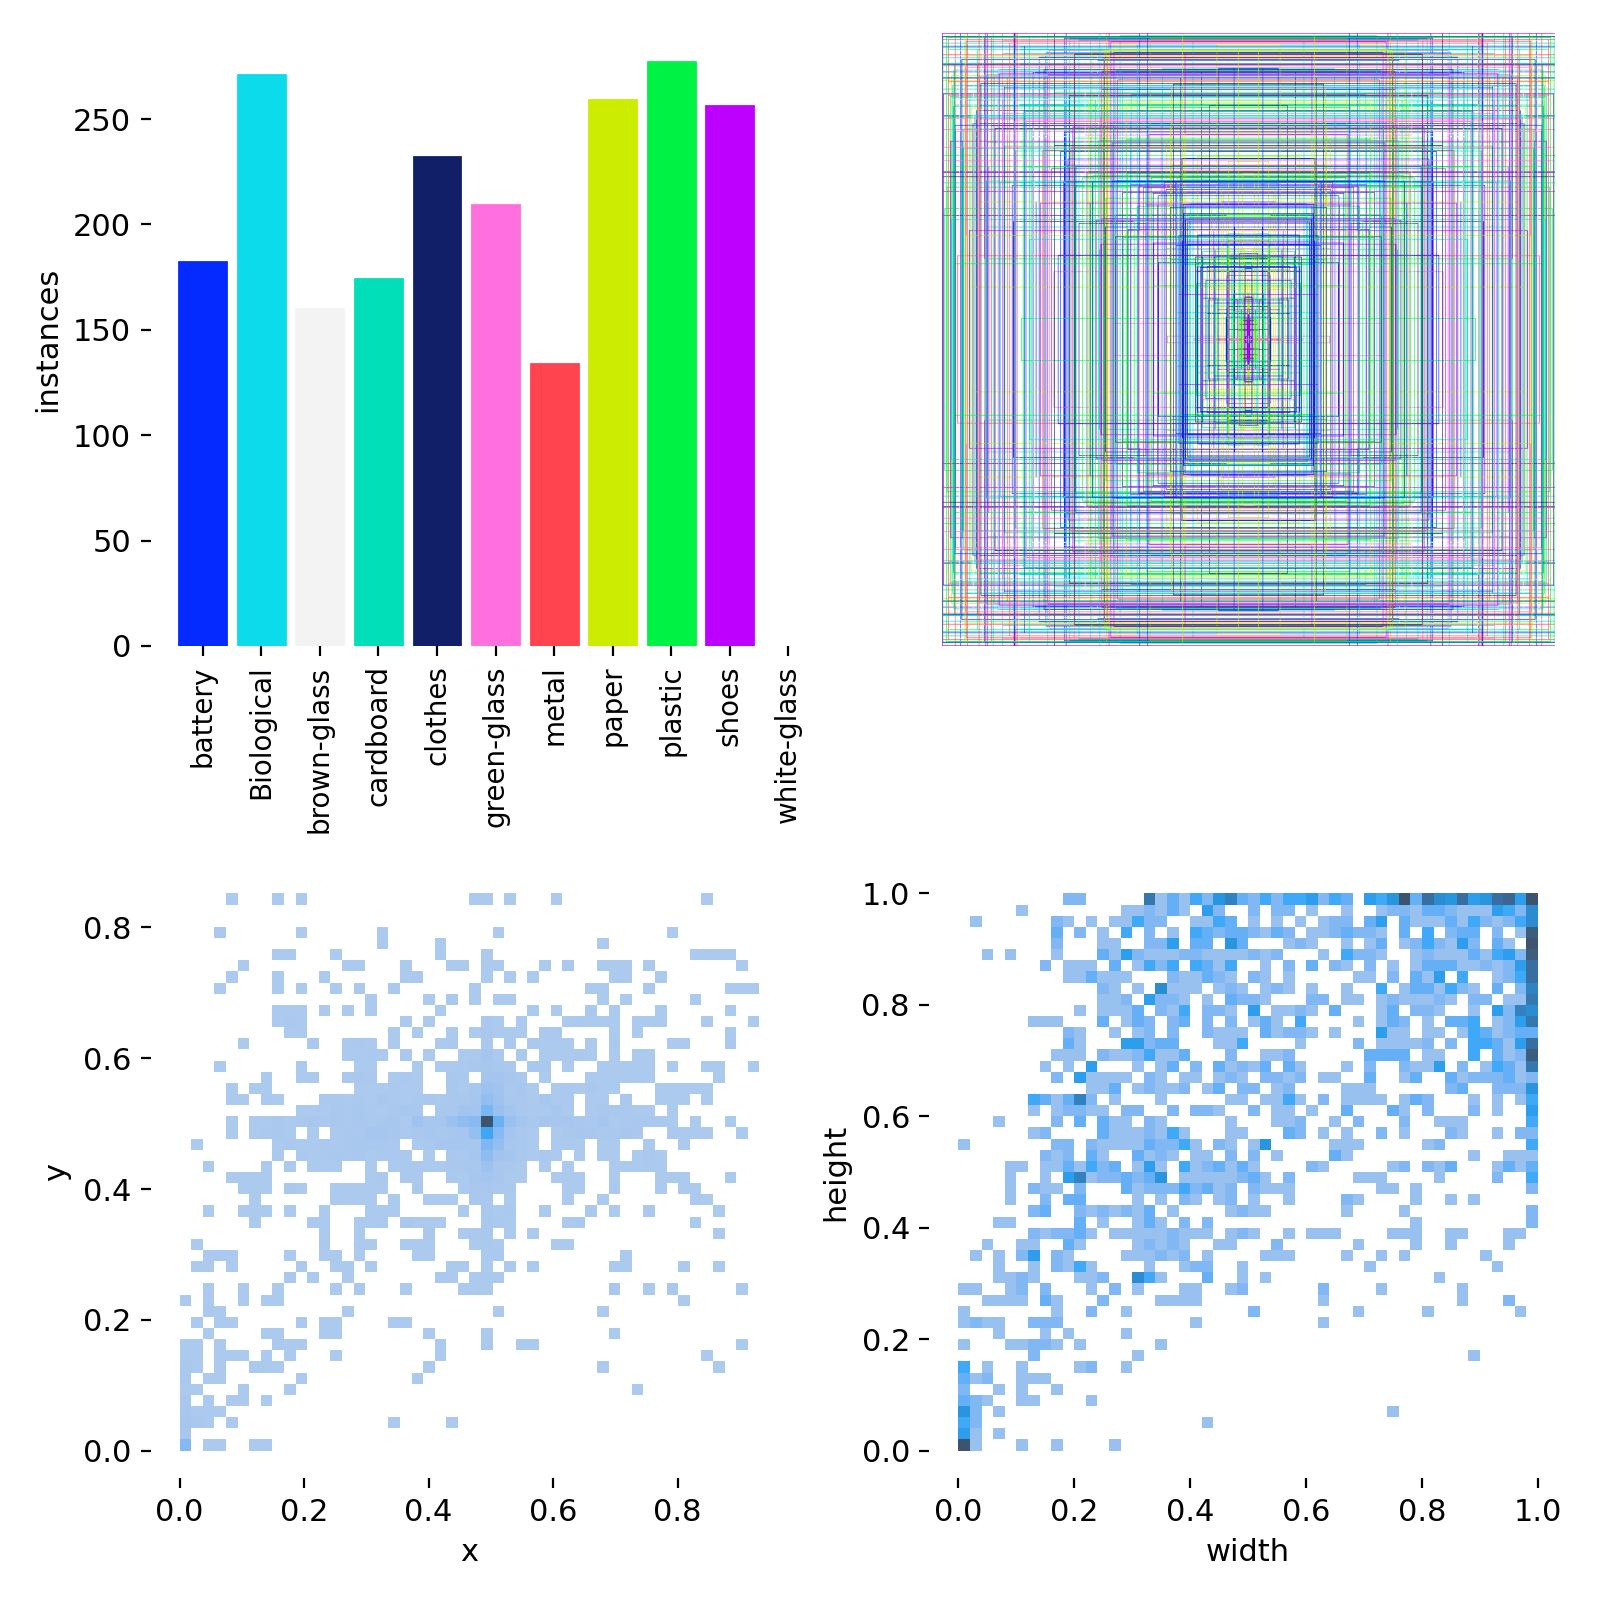 instances
250
200
150
100
50
0
battery
Biological
brown-glass
cardboard
clothes
green-glass
metal
paper
plastic
shoes
white-glass
y
0.8
0.6
0.4
0.2
0.0
0.0 0.2 0.4 0.6 0.8
x
height
1.0
0.8
0.6
0.4
0.2
0.0
0.0 0.2 0.4 0.6 0.8 1.0
width